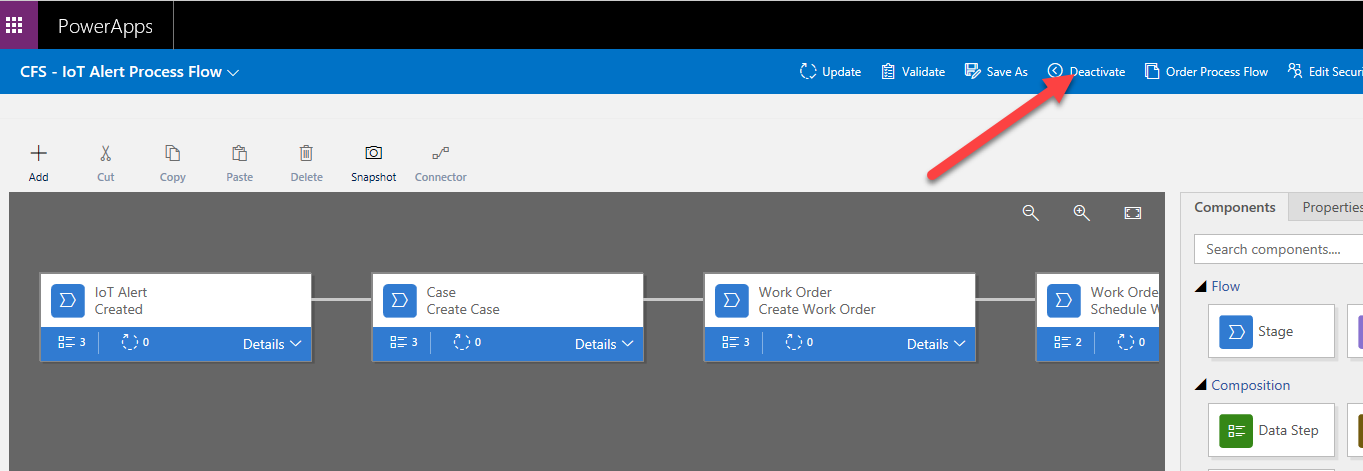 PowerApps
CFS - IoT Alert Process Flow
Update
Validate
Save As
Deactivate
Order Process Flow
Edit Securi
Add
Cut
Copy
Paste
Delete
Snapshot
Connector
Components
Properties
Search components....
IoT Alert
Created
3
0
Details
Case
Create Case
3
0
Details
Work Order
Create Work Order
3
0
Details
Work Orde
Schedule W
2
0
Flow
Stage
Composition
Data Step